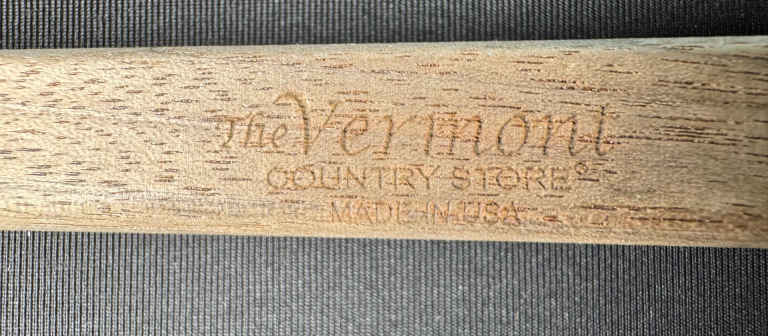 The Vermont
COUNTRY STORE®
MADE IN USA